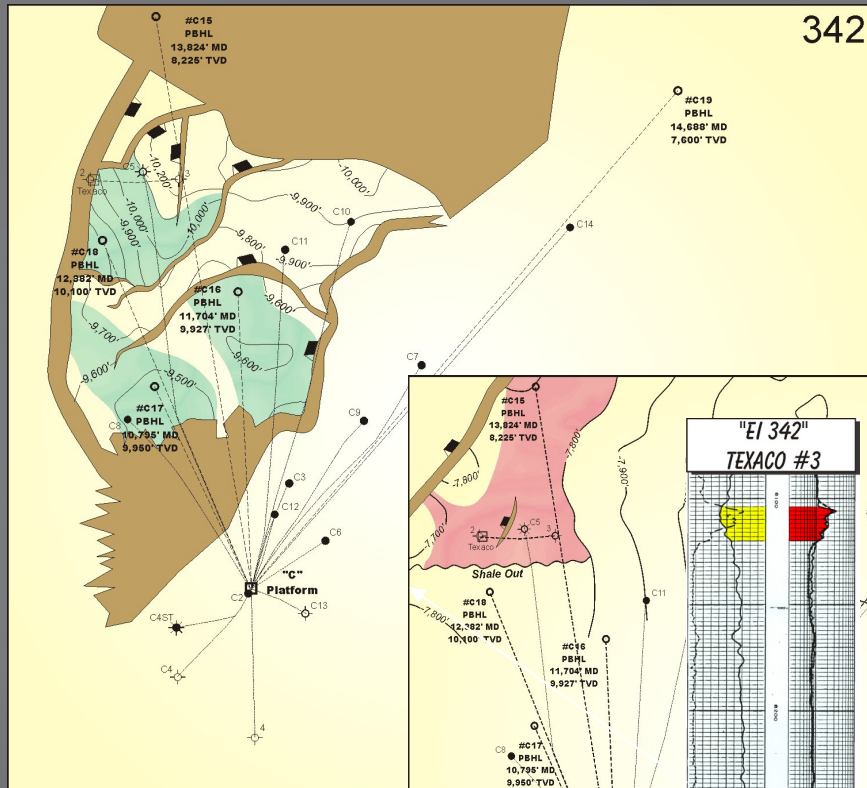 342
#C15
PBHL
13,824' MD
8,225' TVD
#C19
PBHL
14,688' MD
7,600' TVD
C5
2
3
Texaco
-10,200'
-10,000'
-9,900'
-10,000'
-10,000'
-9,900'
C10
C14
-9,800'
C11
-9,900'
#C18
PBHL
12,382' MD
10,100' TVD
#C16
PBHL
11,704' MD
9,927' TVD
-9,600'
-9,700'
-9,600'
C7
-9,600'
-9,500'
#C17
PBHL
10,795' MD
9,950' TVD
C8
C9
C3
C12
C6
"C"
Platform
C2
C13
C4ST
C4
4
#C15
PBHL
13,824' MD
8,225' TVD
-7,800'
-7,900'
-7,800'
-7,700'
2
C5
3
Texaco
Shale Out
#C18
PBHL
12,382' MD
10,100' TVD
-7,800'
C11
#C16
PBHL
11,704' MD
9,927' TVD
#C17
PBHL
10,795' MD
9,950' TVD
C8
"EI 342"
TEXACO #3
8100
8200